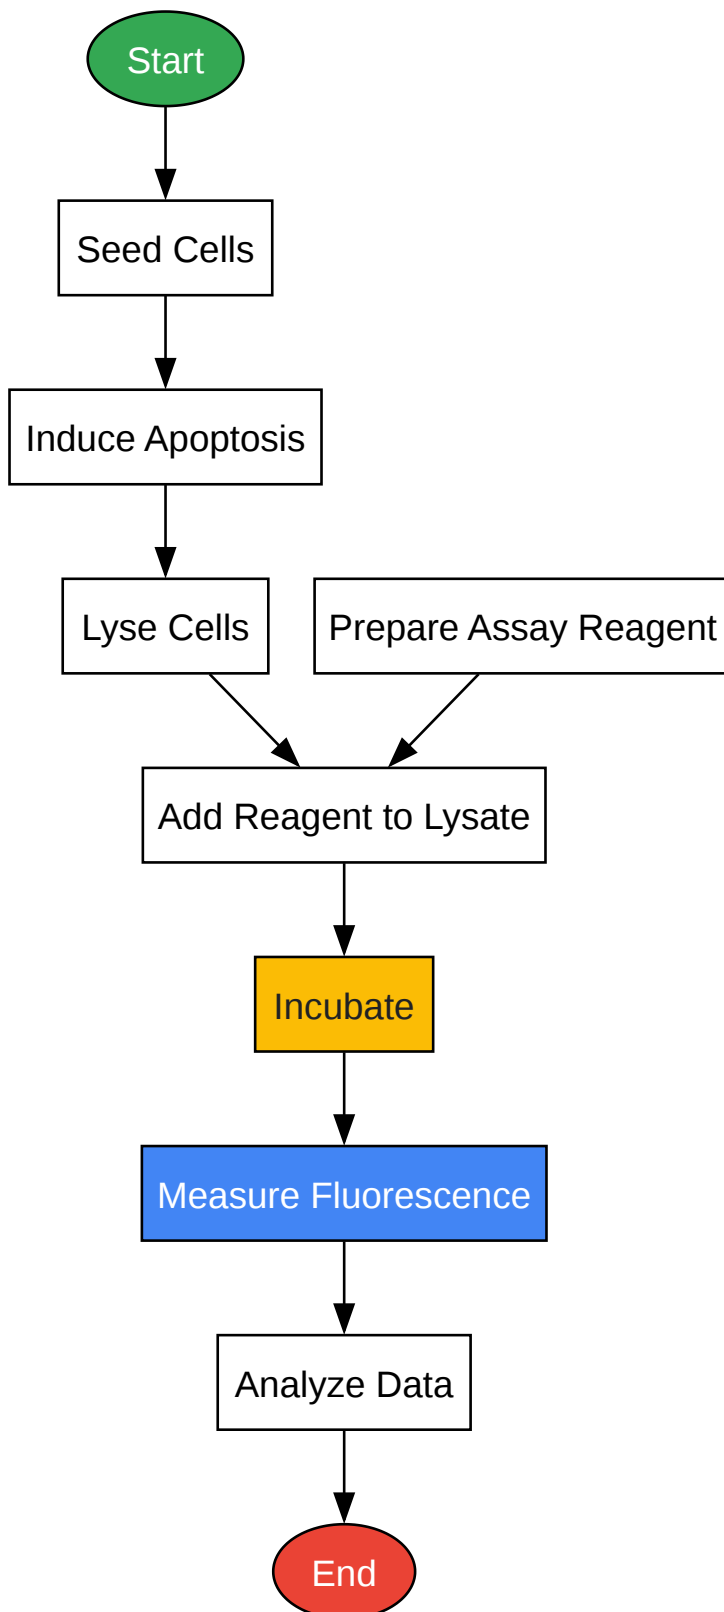 Start
Seed Cells
Induce Apoptosis
Lyse Cells
Prepare Assay Reagent
Add Reagent to Lysate
Incubate
Measure Fluorescence
Analyze Data
End